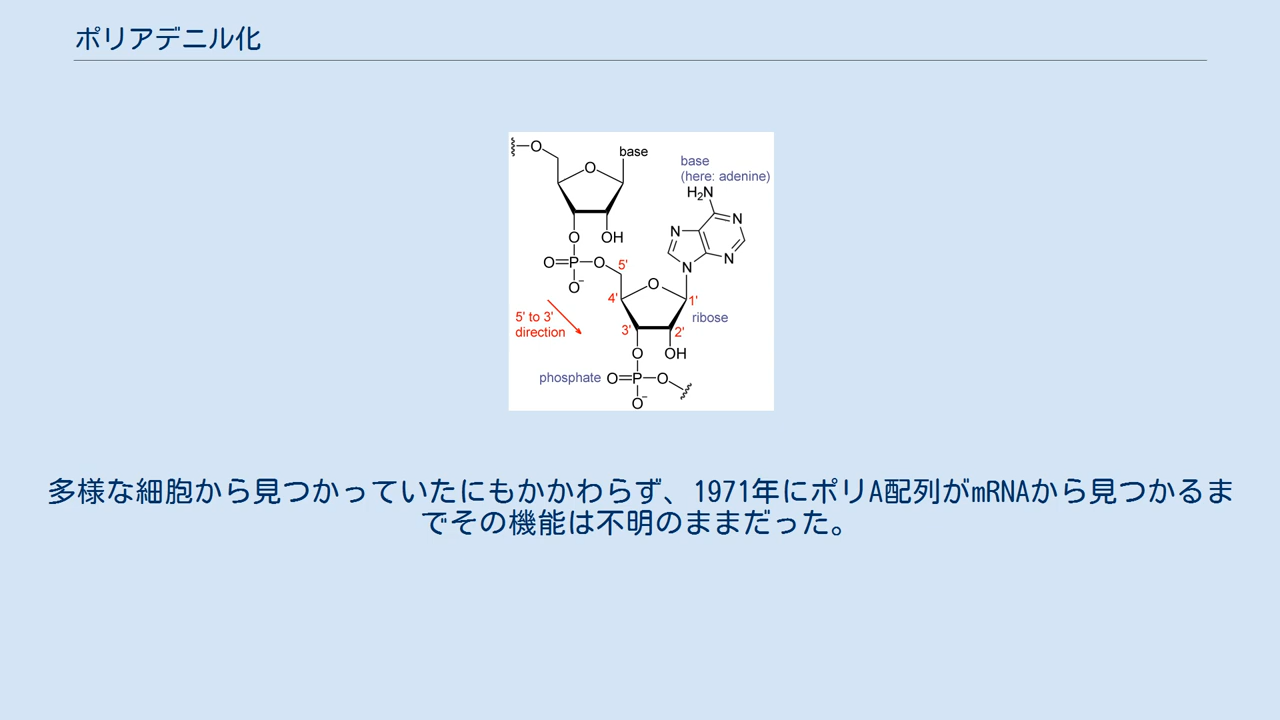 ポリアデニル化
O
base
O
base
(here: adenine)
H₂N
N
N
O
OH
N
N
O=P—O
5'
O⁻
O
4'
1'
5' to 3'
direction
ribose
3'
2'
O
OH
phosphate
O=P—O
O⁻
多様な細胞から見つかっていたにもかかわらず、1971年にポリA配列がmRNAから見つかるま
でその機能は不明のままだった。